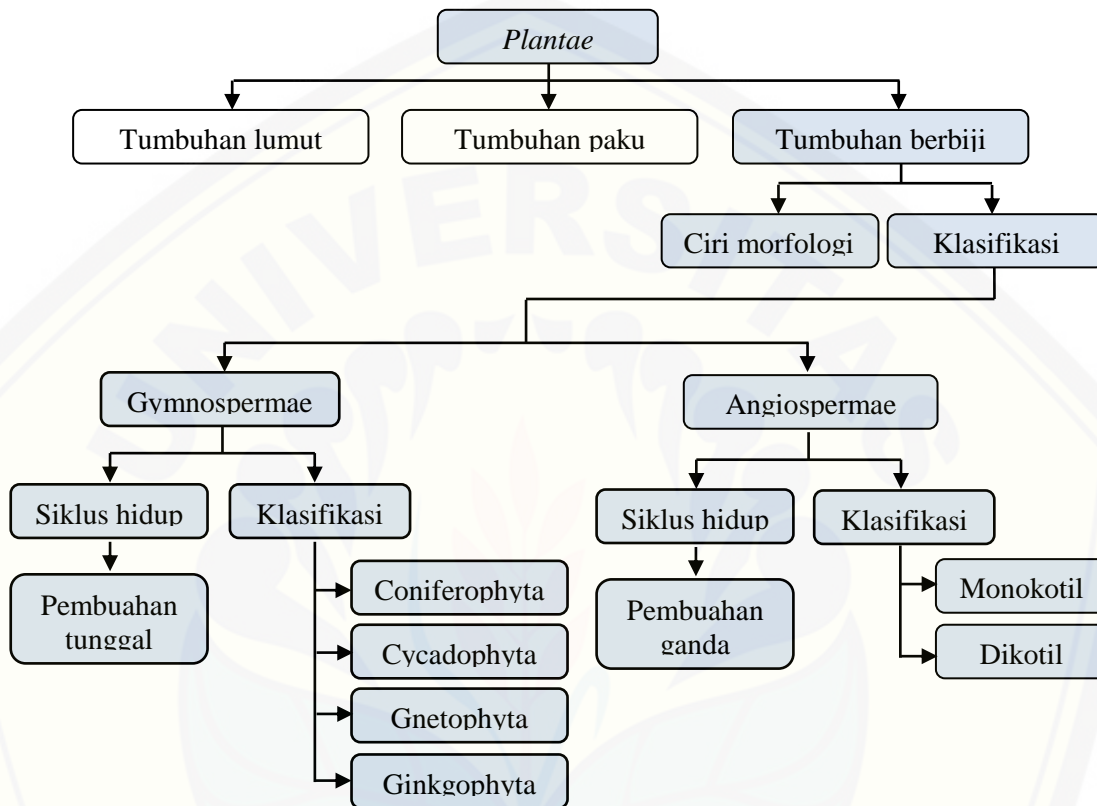 Plantae
Tumbuhan lumut
Tumbuhan paku
Tumbuhan berbiji
Ciri morfologi
Klasifikasi
Gymnospermae
Angiospermae
Siklus hidup
Klasifikasi
Siklus hidup
Klasifikasi
Pembuahan
tunggal
Coniferophyta
Cycadophyta
Gnetophyta
Ginkgophyta
Pembuahan
ganda
Monokotil
Dikotil
UNIVERSITAS